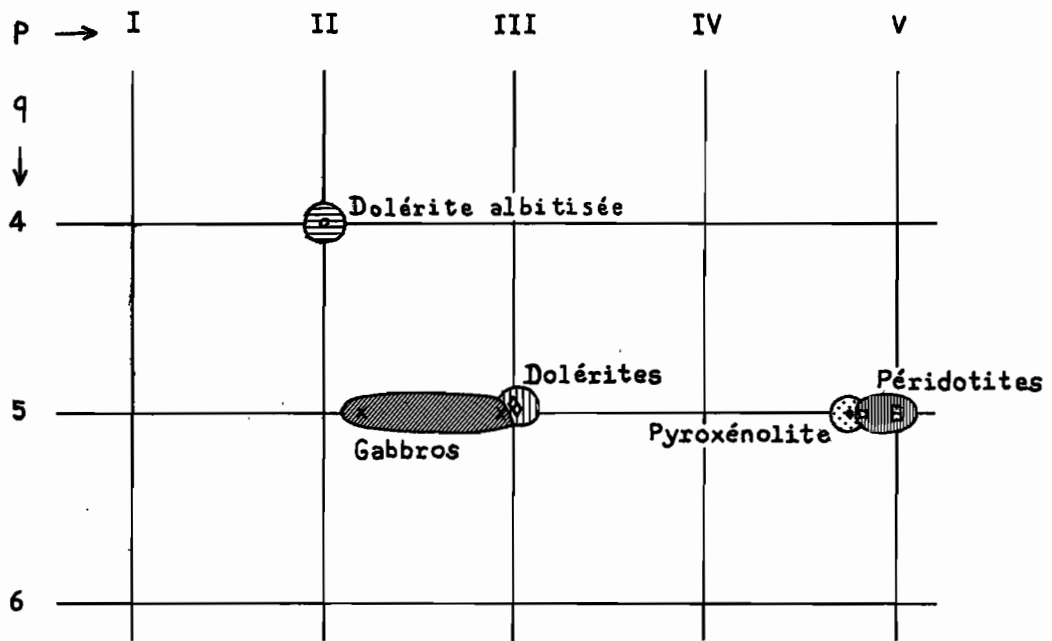 P → I II III IV V
q
↓
Dolérite albitisée
4
Dolérites
Péridotites
5
Pyroxénolite
Gabbros
6